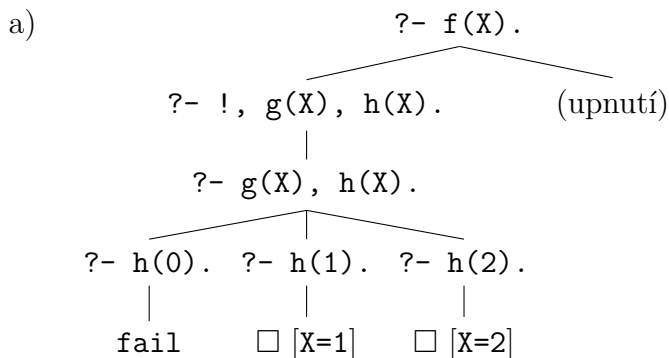 a) ?- f(X).
?- !, g(X), h(X). (upnutí)
?- g(X), h(X).
?- h(0). ?- h(1). ?- h(2).
fail □ [X=1] □ [X=2]